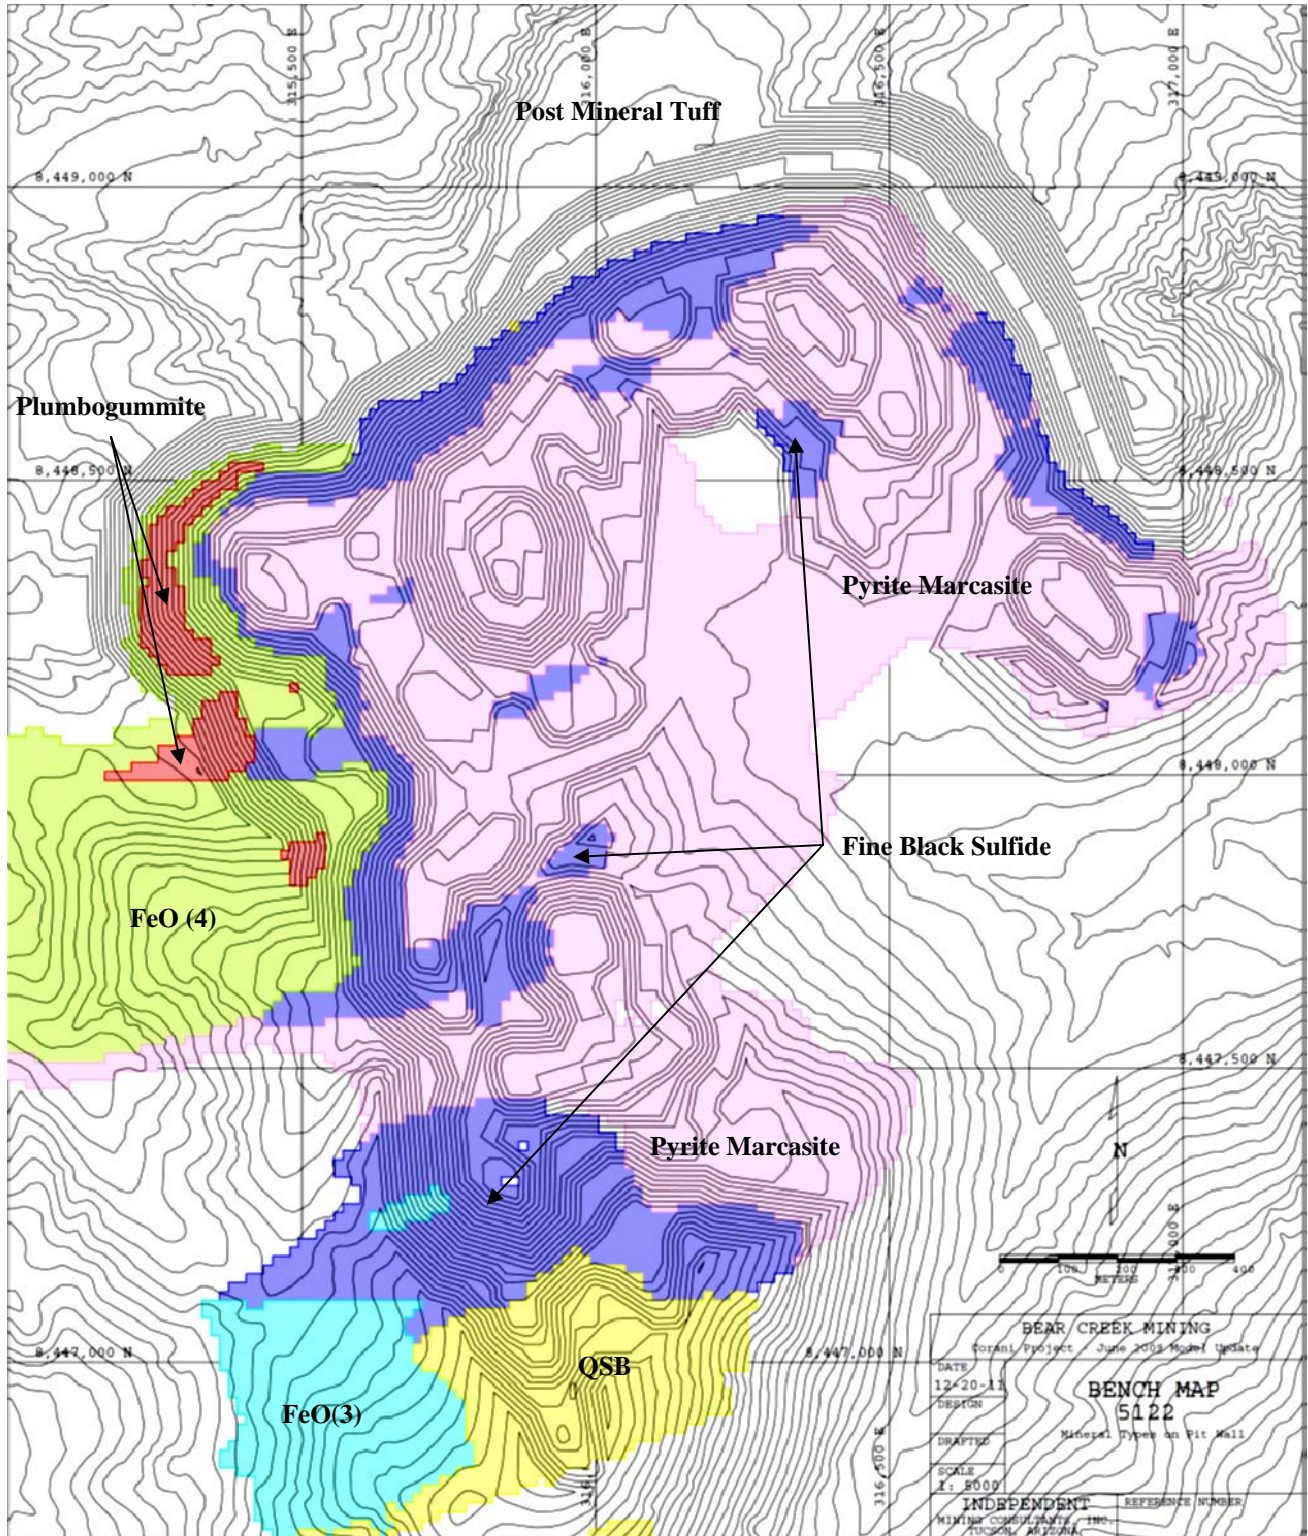 315,500 E
316,000 E
316,500 E
317,000 E
Post Mineral Tuff
8,449,000 N
8,449,000 N
Plumbogummite
8,448,500 N
8,448,500 N
Pyrite Marcasite
8,448,000 N
Fine Black Sulfide
FeO (4)
8,447,500 N
Pyrite Marcasite
N
0 100 200 300 400
METERS
BEAR CREEK MINING
Corani Project - June 2009 Model Update
8,447,000 N
8,447,000 N
QSB
DATE
12-20-11
BENCH MAP
5122
DESIGN
Mineral Types on Pit Wall
FeO(3)
DRAFTED
316,500 E
SCALE
1: 5000
INDEPENDENT
REFERENCE NUMBER
MINING CONSULTANTS, INC.
TUCSON, ARIZONA